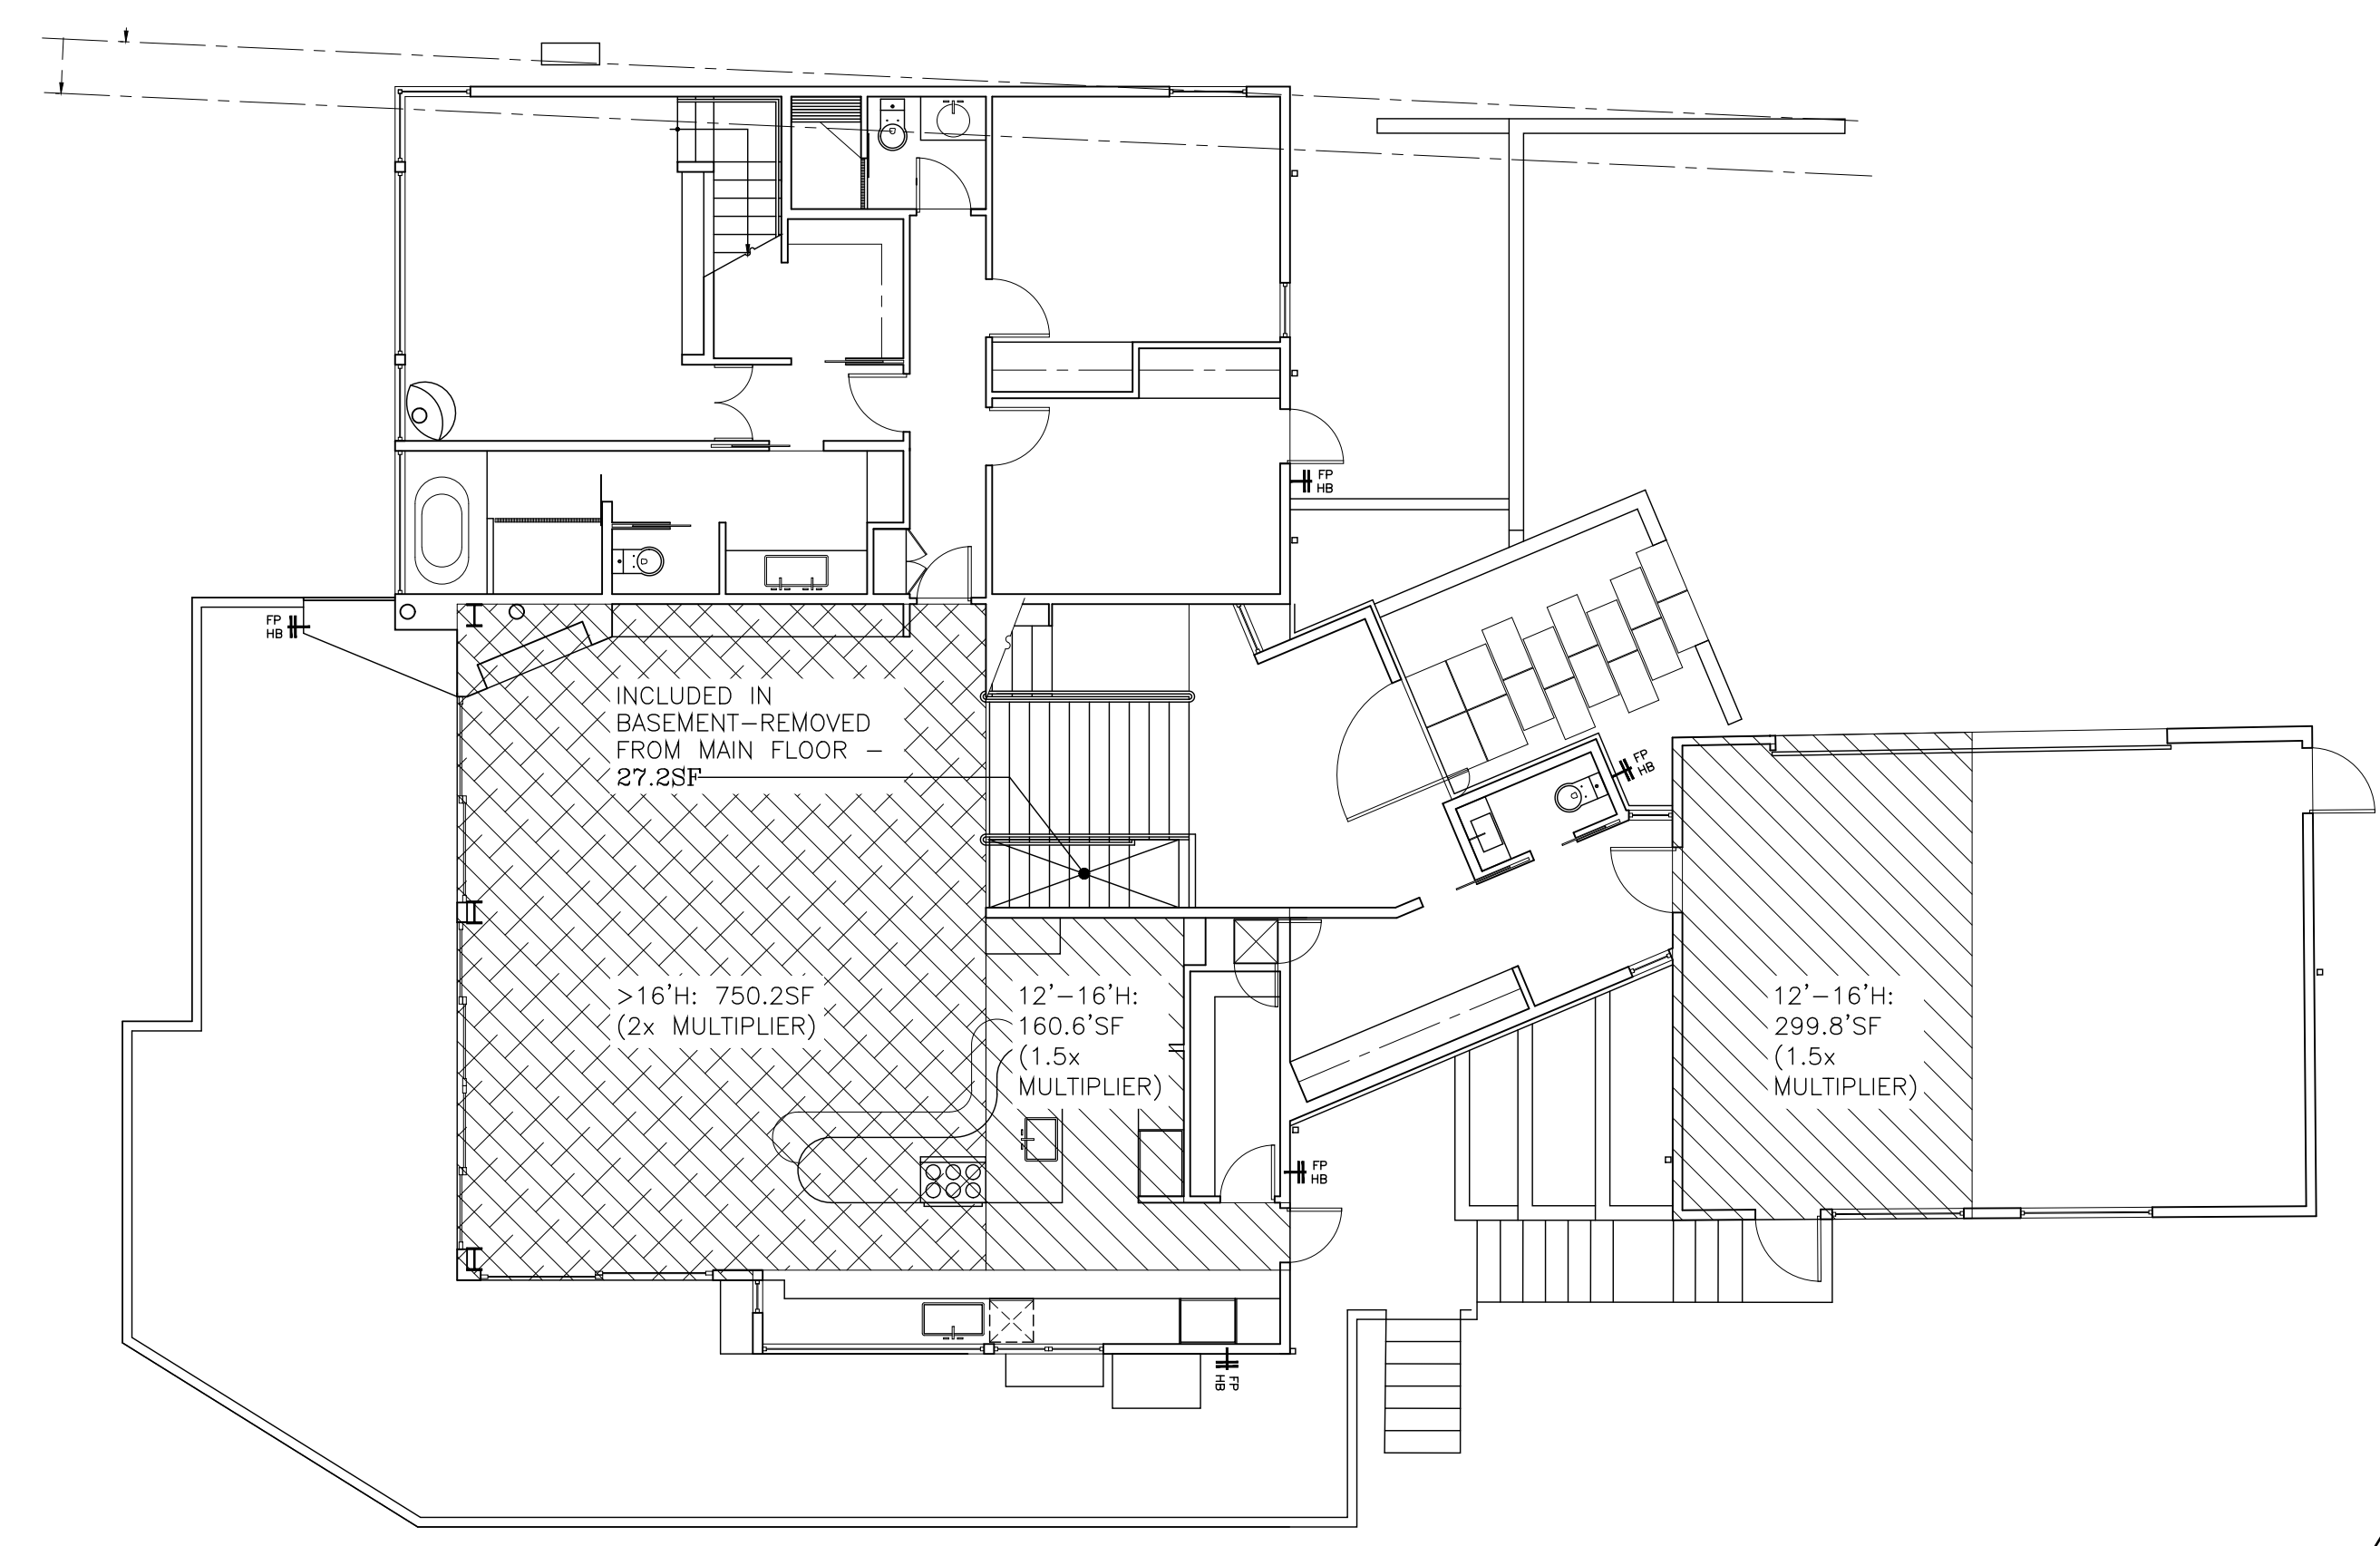 FP
HB
FP
HB
INCLUDED IN
BASEMENT-REMOVED
FROM MAIN FLOOR -
27.2SF
FP
HB
>16'H: 750.2SF
(2x MULTIPLIER)
12'-16'H:
160.6'SF
(1.5x
MULTIPLIER)
12'-16'H:
299.8'SF
(1.5x
MULTIPLIER)
FP
HB
FP
HB